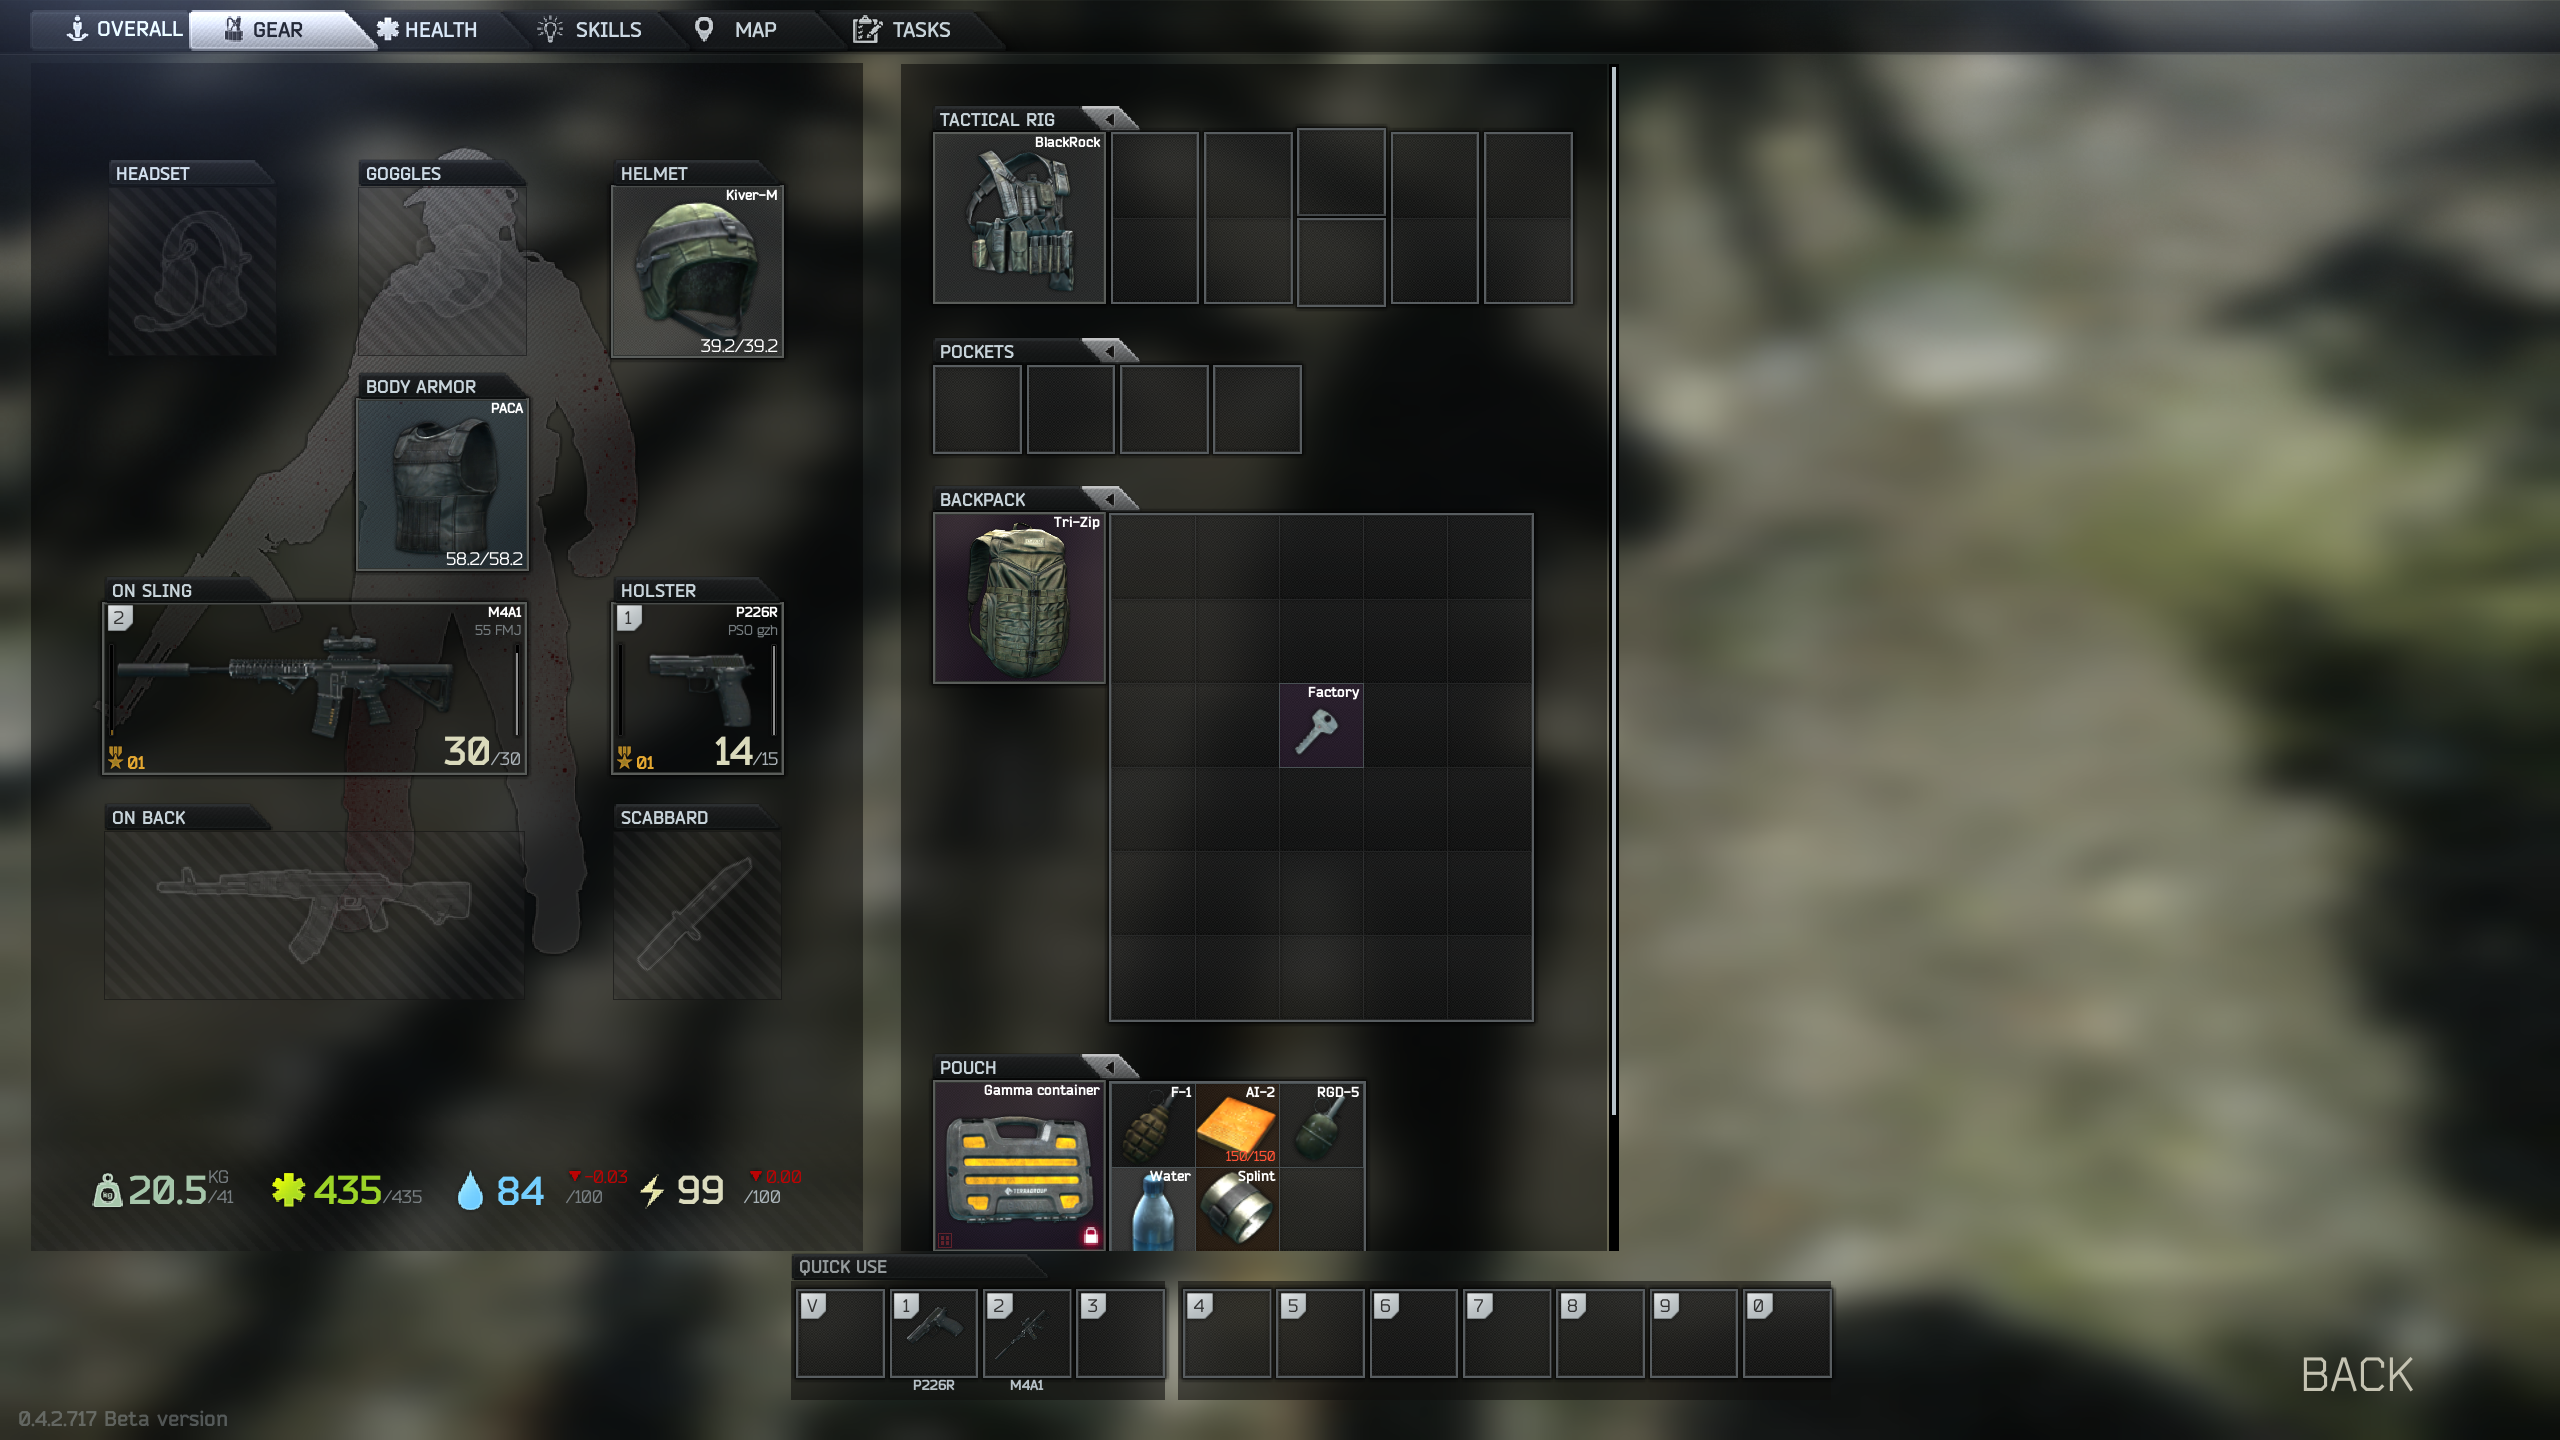 OVERALL
GEAR
HEALTH
SKILLS
MAP
TASKS
HEADSET
GOGGLES
HELMET
Kiver-M
39.2/39.2
BODY ARMOR
PACA
58.2/58.2
ON SLING
2
M4A1
55 FMJ
01
30/30
HOLSTER
1
P226R
PSO gzh
01
14/15
ON BACK
SCABBARD
20.5 KG /41
435/435
84 -0.03 /100
99 0.00 /100
TACTICAL RIG
BlackRock
POCKETS
BACKPACK
Tri-Zip
Factory
POUCH
Gamma container
TERRAGROUP
F-1
AI-2
150/150
RGD-5
Water
Splint
QUICK USE
V
1
2
3
4
5
6
7
8
9
0
P226R
M4A1
BACK
0.4.2.717 Beta version